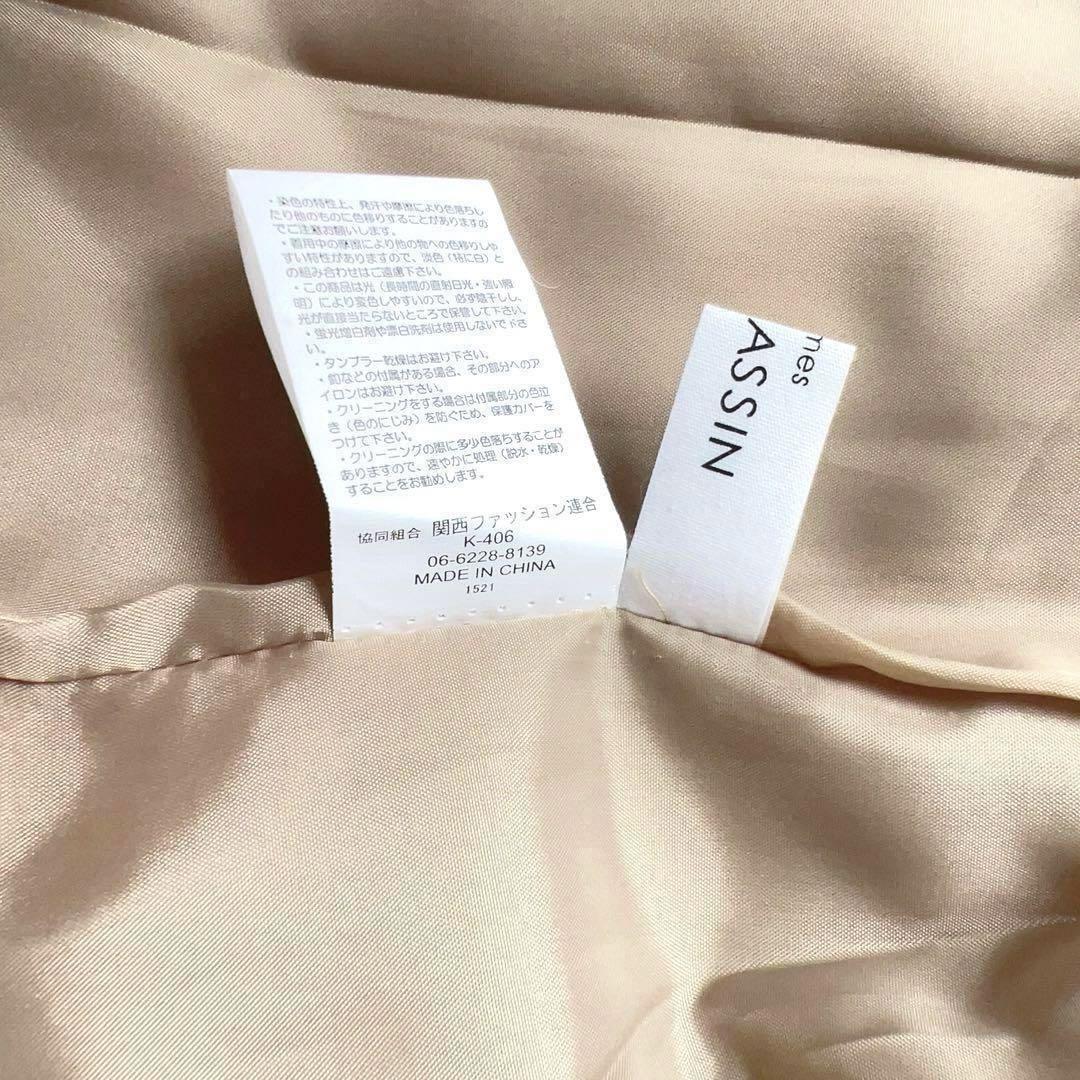 ・染色の特性上、発汗や摩擦により色落ちし
たり他のものに色移りすることがありますの
でご注意お願いします。
・着用中の摩擦により他の物への色移りしや
すい特性がありますので、淡色(特に白)と
の組み合わせはご遠慮下さい。
・この商品は光(長時間の直射日光・強い照
明)により変色しやすいので、必ず陰干しし、
光が直接当たらないところで保管して下さい。
・蛍光増白剤や漂白洗剤は使用しないで下さ
い。
・タンブラー乾燥はお避け下さい。
・釦などの付属がある場合、その部分へのア
イロンはお避け下さい。
・クリーニングをする場合は付属部分の色泣
き(色のにじみ)を防ぐため、保護カバーを
つけて下さい。
・クリーニングの際に多少色落ちすることが
ありますので、速やかに処理(脱水・乾燥)
することをお勧めします。
協同組合 関西ファッション連合
K-406
06-6228-8139
MADE IN CHINA
1521
mes
ASSIN